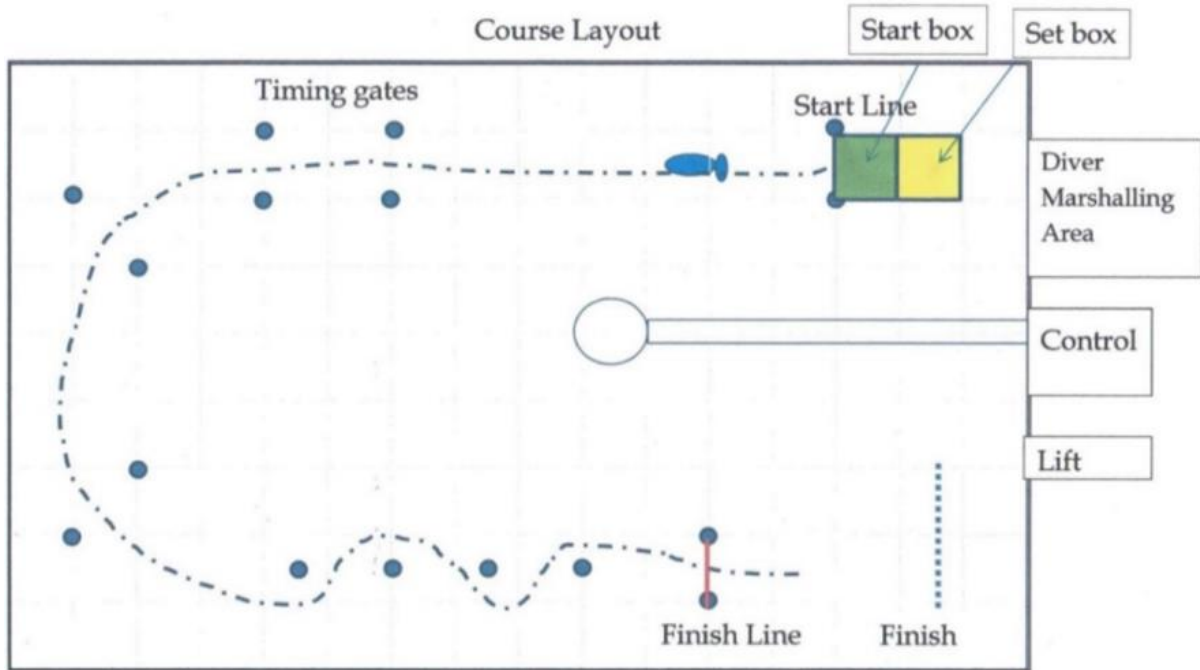 Course Layout
Start box
Set box
Timing gates
Start Line
Diver
Marshalling
Area
Control
Lift
Finish Line
Finish